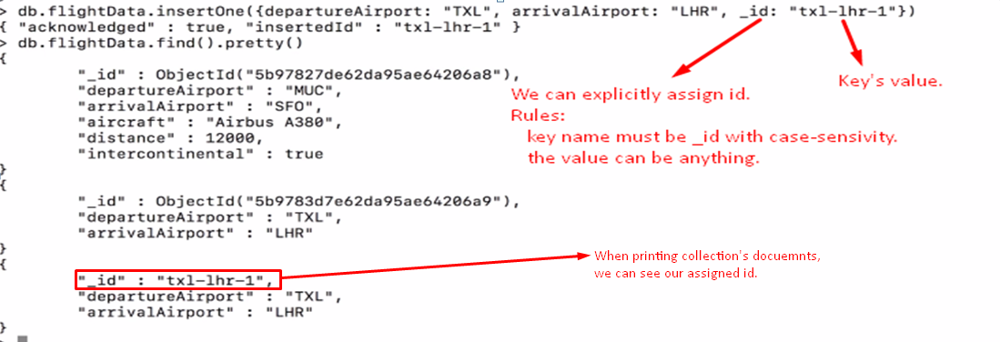 > db.flightData.insertOne({departureAirport: "TXL", arrivalAirport: "LHR", _id: "txl-lhr-1"})
{ "acknowledged" : true, "insertedId" : "txl-lhr-1" }
> db.flightData.find().pretty()
{
"_id" : ObjectId("5b97827de62da95ae64206a8"),
"departureAirport" : "MUC",
"arrivalAirport" : "SFO",
"aircraft" : "Airbus A380",
"distance" : 12000,
"intercontinental" : true
}
{
"_id" : ObjectId("5b9783d7e62da95ae64206a9"),
"departureAirport" : "TXL",
"arrivalAirport" : "LHR"
}
{
"_id" : "txl-lhr-1",
"departureAirport" : "TXL",
"arrivalAirport" : "LHR"
}
>
We can explicitly assign id.
Rules:
key name must be _id with case-sensivity.
the value can be anything.
Key's value.
When printing collection's docuemnts,
we can see our assigned id.